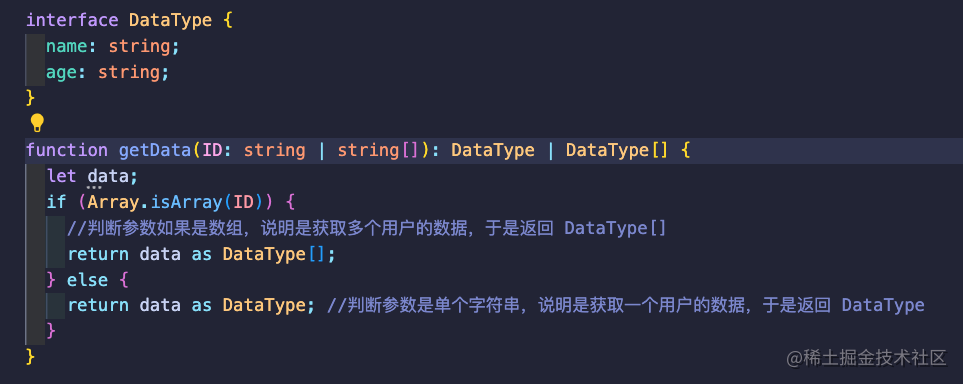 interface DataType {
  name: string;
  age: string;
}
function getData(ID: string | string[]): DataType | DataType[] {
  let data;
  if (Array.isArray(ID)) {
    //判断参数如果是数组，说明是获取多个用户的数据，于是返回 DataType[]
    return data as DataType[];
  } else {
    return data as DataType; //判断参数是单个字符串，说明是获取一个用户的数据，于是返回 DataType
  }
}
@稀土掘金技术社区